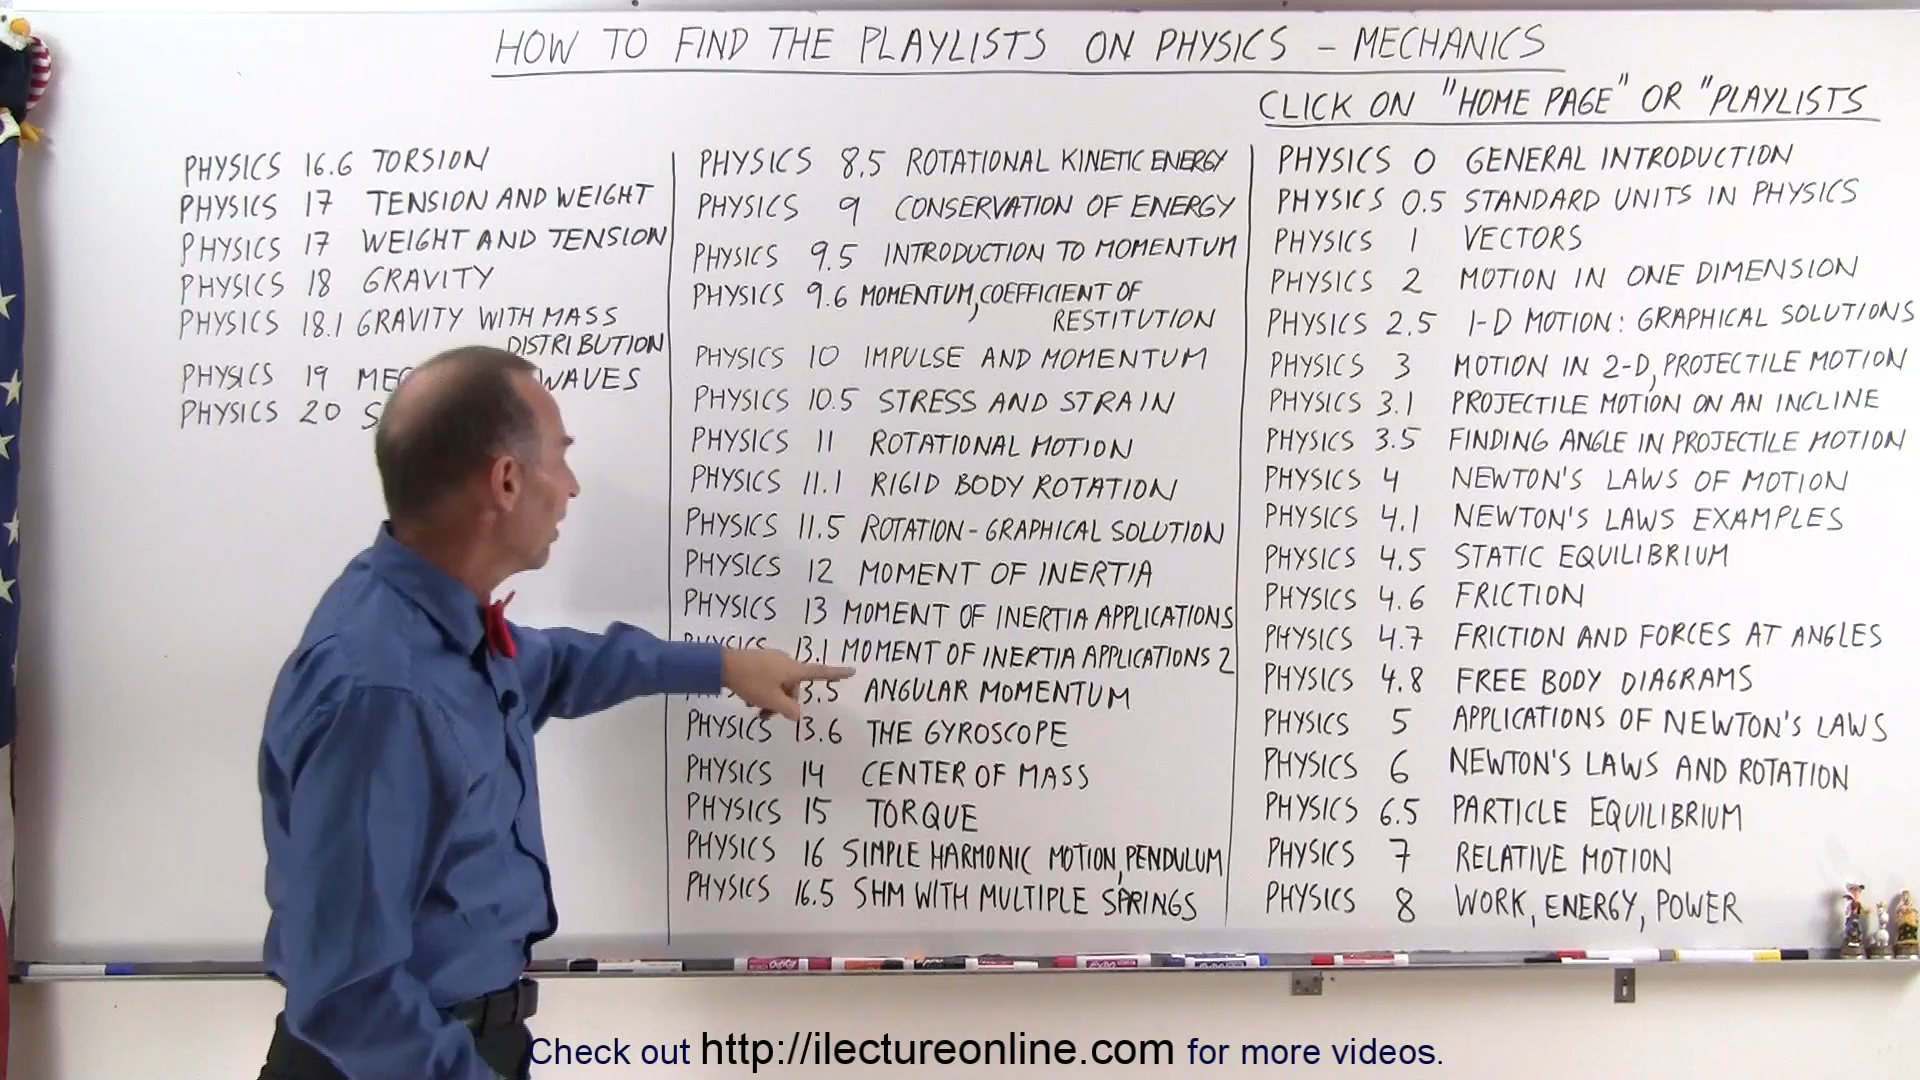 HOW TO FIND THE PLAYLISTS ON PHYSICS - MECHANICS
CLICK ON "HOME PAGE" OR "PLAYLISTS
PHYSICS 16.6 TORSION
PHYSICS 17 TENSION AND WEIGHT
PHYSICS 17 WEIGHT AND TENSION
PHYSICS 18 GRAVITY
PHYSICS 18.1 GRAVITY WITH MASS
DISTRIBUTION
PHYSICS 19 WAVES
PHYSICS 20
PHYSICS 8.5 ROTATIONAL KINETIC ENERGY
PHYSICS 9 CONSERVATION OF ENERGY
PHYSICS 9.5 INTRODUCTION TO MOMENTUM
PHYSICS 9.6 MOMENTUM, COEFFICIENT OF
RESTITUTION
PHYSICS 10 IMPULSE AND MOMENTUM
PHYSICS 10.5 STRESS AND STRAIN
PHYSICS 11 ROTATIONAL MOTION
PHYSICS 11.1 RIGID BODY ROTATION
PHYSICS 11.5 ROTATION - GRAPHICAL SOLUTION
PHYSICS 12 MOMENT OF INERTIA
PHYSICS 13 MOMENT OF INERTIA APPLICATIONS
PHYSICS 13.1 MOMENT OF INERTIA APPLICATIONS 2
3.5 ANGULAR MOMENTUM
PHYSICS 13.6 THE GYROSCOPE
PHYSICS 14 CENTER OF MASS
PHYSICS 15 TORQUE
PHYSICS 16 SIMPLE HARMONIC MOTION, PENDULUM
PHYSICS 16.5 SHM WITH MULTIPLE SPRINGS
PHYSICS 0 GENERAL INTRODUCTION
PHYSICS 0.5 STANDARD UNITS IN PHYSICS
PHYSICS 1 VECTORS
PHYSICS 2 MOTION IN ONE DIMENSION
PHYSICS 2.5 1-D MOTION: GRAPHICAL SOLUTIONS
PHYSICS 3 MOTION IN 2-D, PROJECTILE MOTION
PHYSICS 3.1 PROJECTILE MOTION ON AN INCLINE
PHYSICS 3.5 FINDING ANGLE IN PROJECTILE MOTION
PHYSICS 4 NEWTON'S LAWS OF MOTION
PHYSICS 4.1 NEWTON'S LAWS EXAMPLES
PHYSICS 4.5 STATIC EQUILIBRIUM
PHYSICS 4.6 FRICTION
PHYSICS 4.7 FRICTION AND FORCES AT ANGLES
PHYSICS 4.8 FREE BODY DIAGRAMS
PHYSICS 5 APPLICATIONS OF NEWTON'S LAWS
PHYSICS 6 NEWTON'S LAWS AND ROTATION
PHYSICS 6.5 PARTICLE EQUILIBRIUM
PHYSICS 7 RELATIVE MOTION
PHYSICS 8 WORK, ENERGY, POWER
Check out http://ilectureonline.com for more videos.